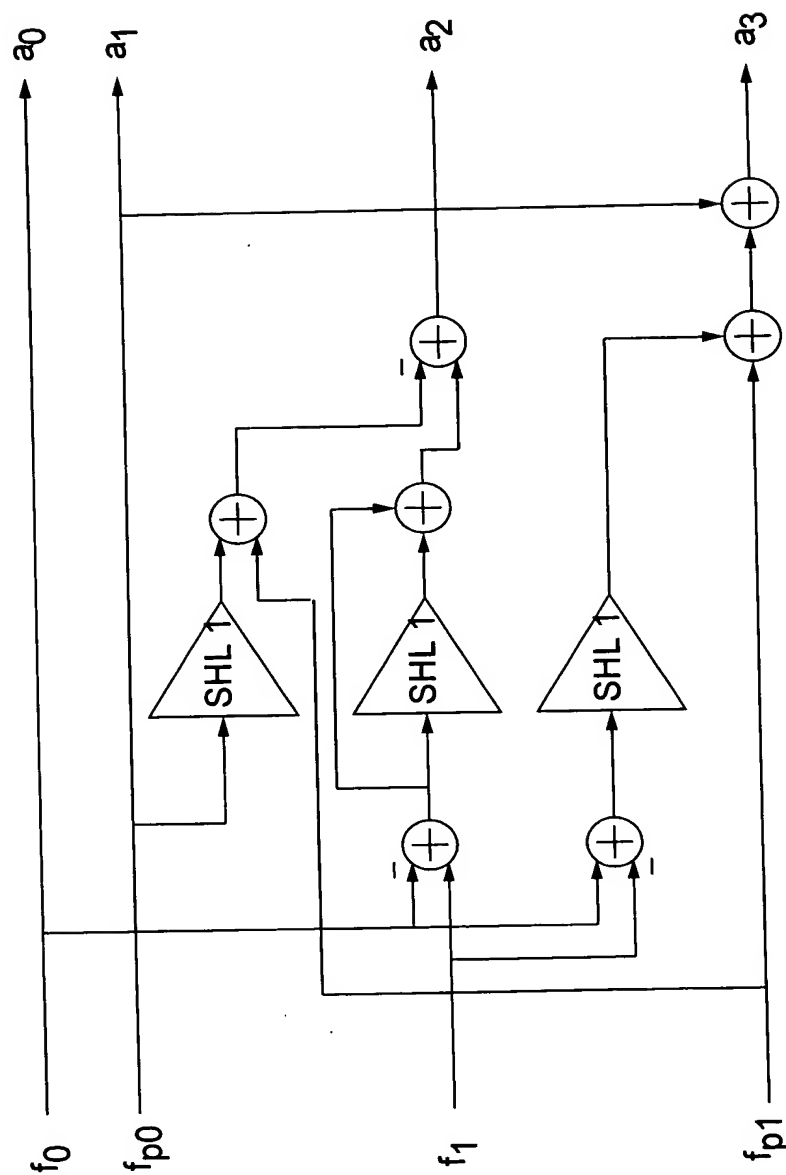 f0
fp0
f1
fp1
SHL 1
SHL 1
SHL 1
+
+
+
+
+
+
+
−
−
−
a0
a1
a2
a3